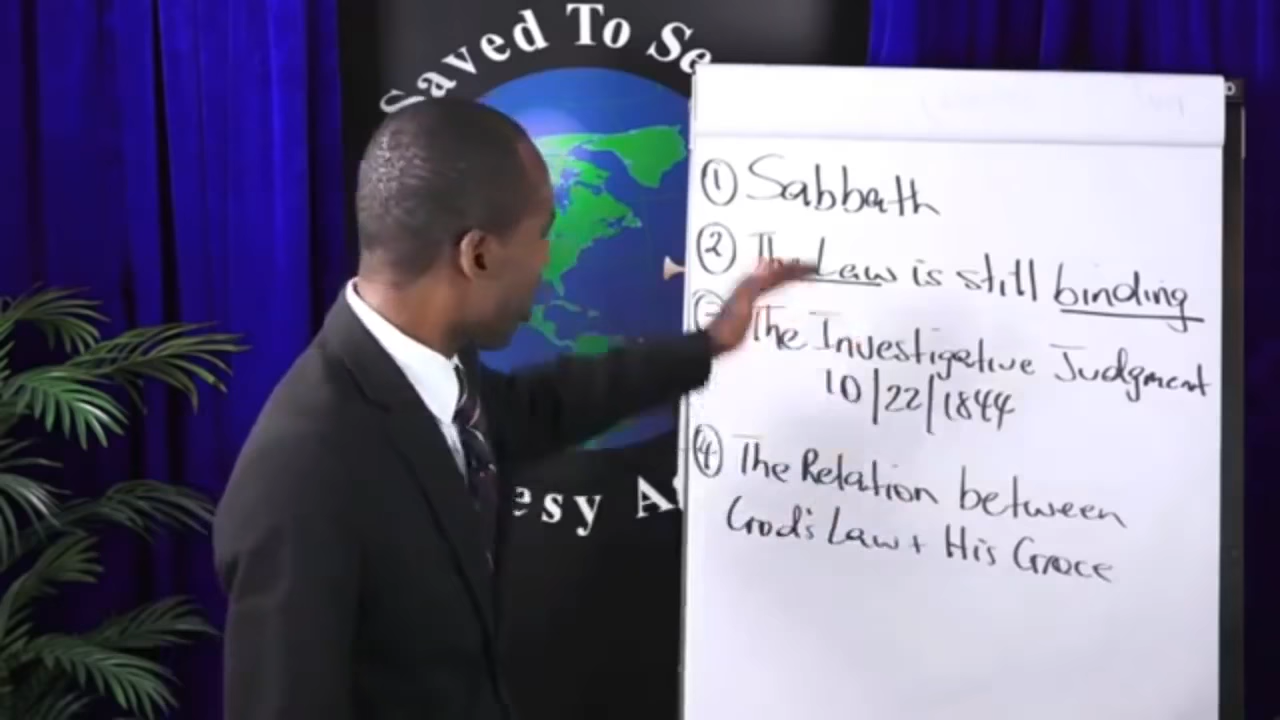 Saved To Se
① Sabbath
② The Law is still binding
③ The Investigative Judgment
10/22/1844
④ The Relation between
God's Law + His Grace
esy A